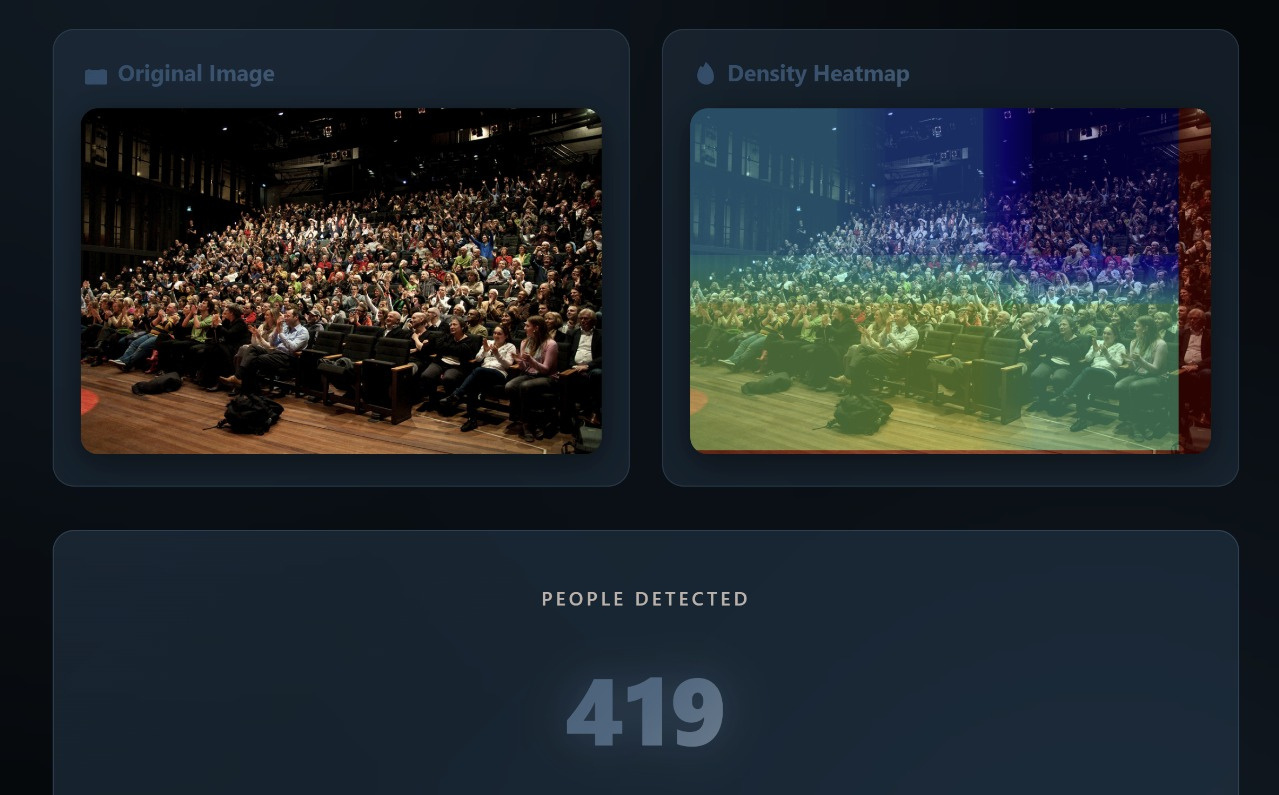 Original Image
Density Heatmap
PEOPLE DETECTED
419